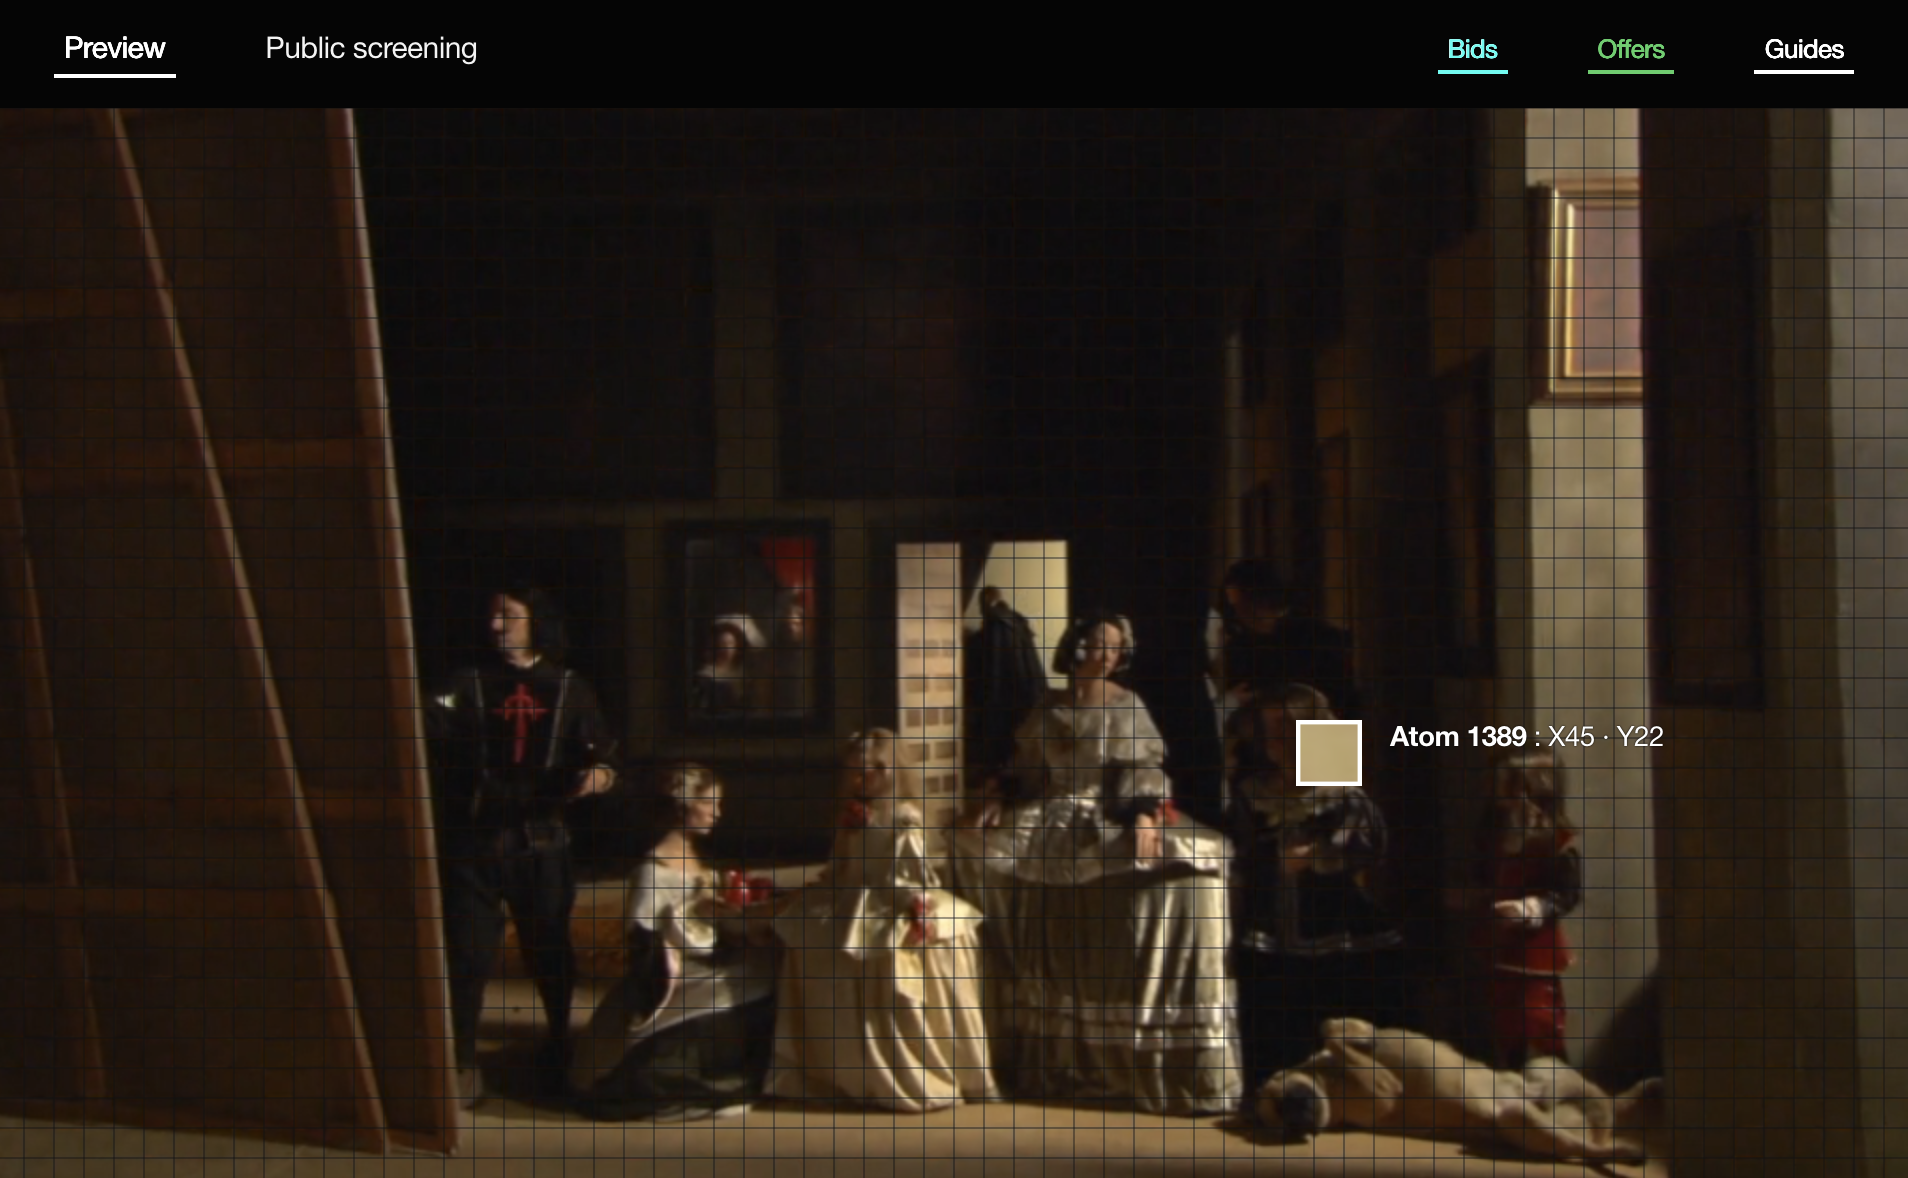 Preview Public screening Bids Offers Guides
Atom 1389 : X45 · Y22